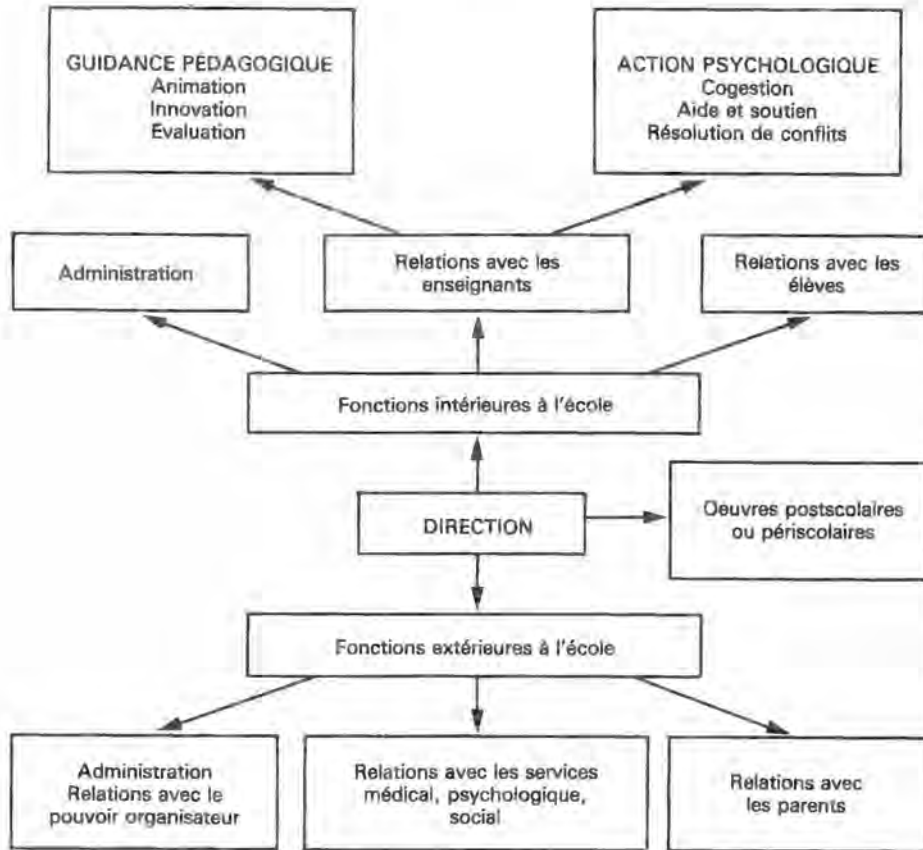 GUIDANCE PÉDAGOGIQUE
Animation
Innovation
Evaluation
ACTION PSYCHOLOGIQUE
Cogestion
Aide et soutien
Résolution de conflits
Administration
Relations avec les
enseignants
Relations avec les
élèves
Fonctions intérieures à l'école
DIRECTION
Oeuvres postscolaires
ou périscolaires
Fonctions extérieures à l'école
Administration
Relations avec le
pouvoir organisateur
Relations avec les services
médical, psychologique,
social
Relations avec
les parents